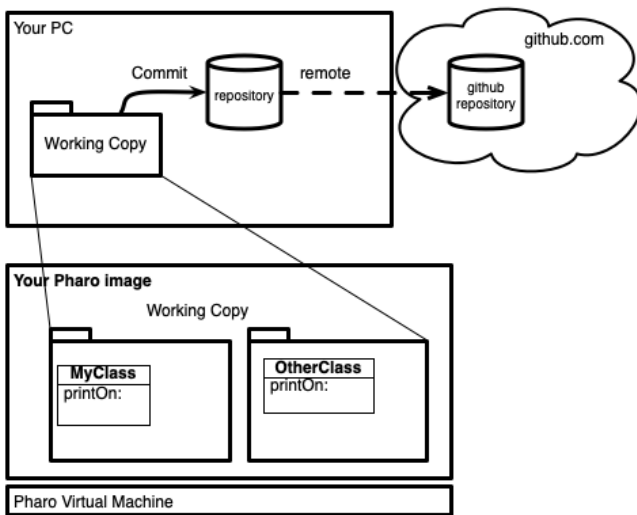 Your PC
github.com
Commit
remote
repository
github
repository
Working Copy
Your Pharo image
Working Copy
MyClass
printOn:
OtherClass
printOn:
Pharo Virtual Machine